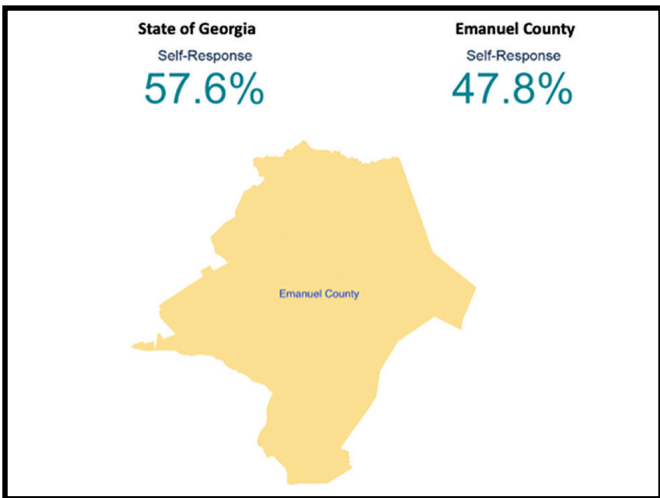 State of Georgia
Self-Response
57.6%
Emanuel County
Self-Response
47.8%
Emanuel County